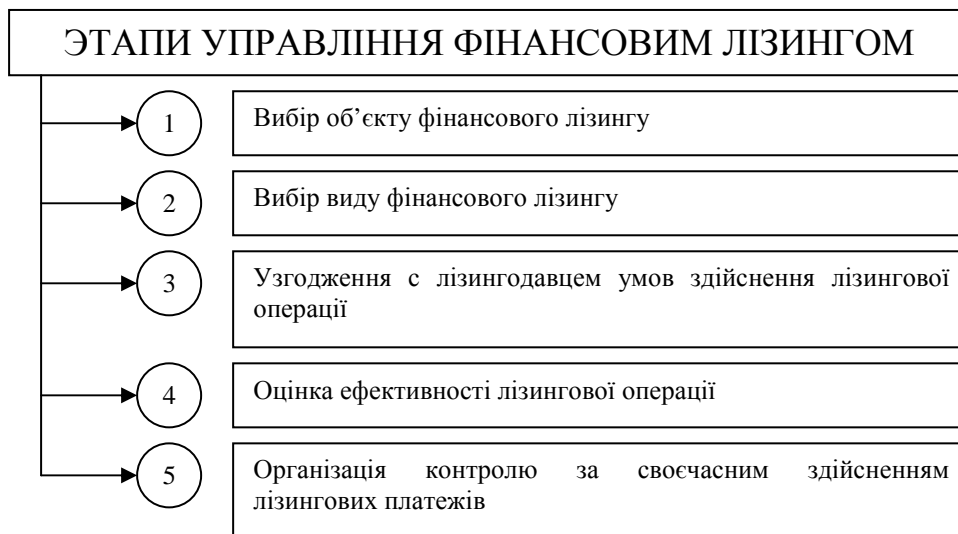 ЭТАПИ УПРАВЛІННЯ ФІНАНСОВИМ ЛІЗИНГОМ
1
Вибір об’єкту фінансового лізингу
2
Вибір виду фінансового лізингу
3
Узгодження с лізингодавцем умов здійснення лізингової
операції
4
Оцінка ефективності лізингової операції
5
Організація контролю за своєчасним здійсненням
лізингових платежів